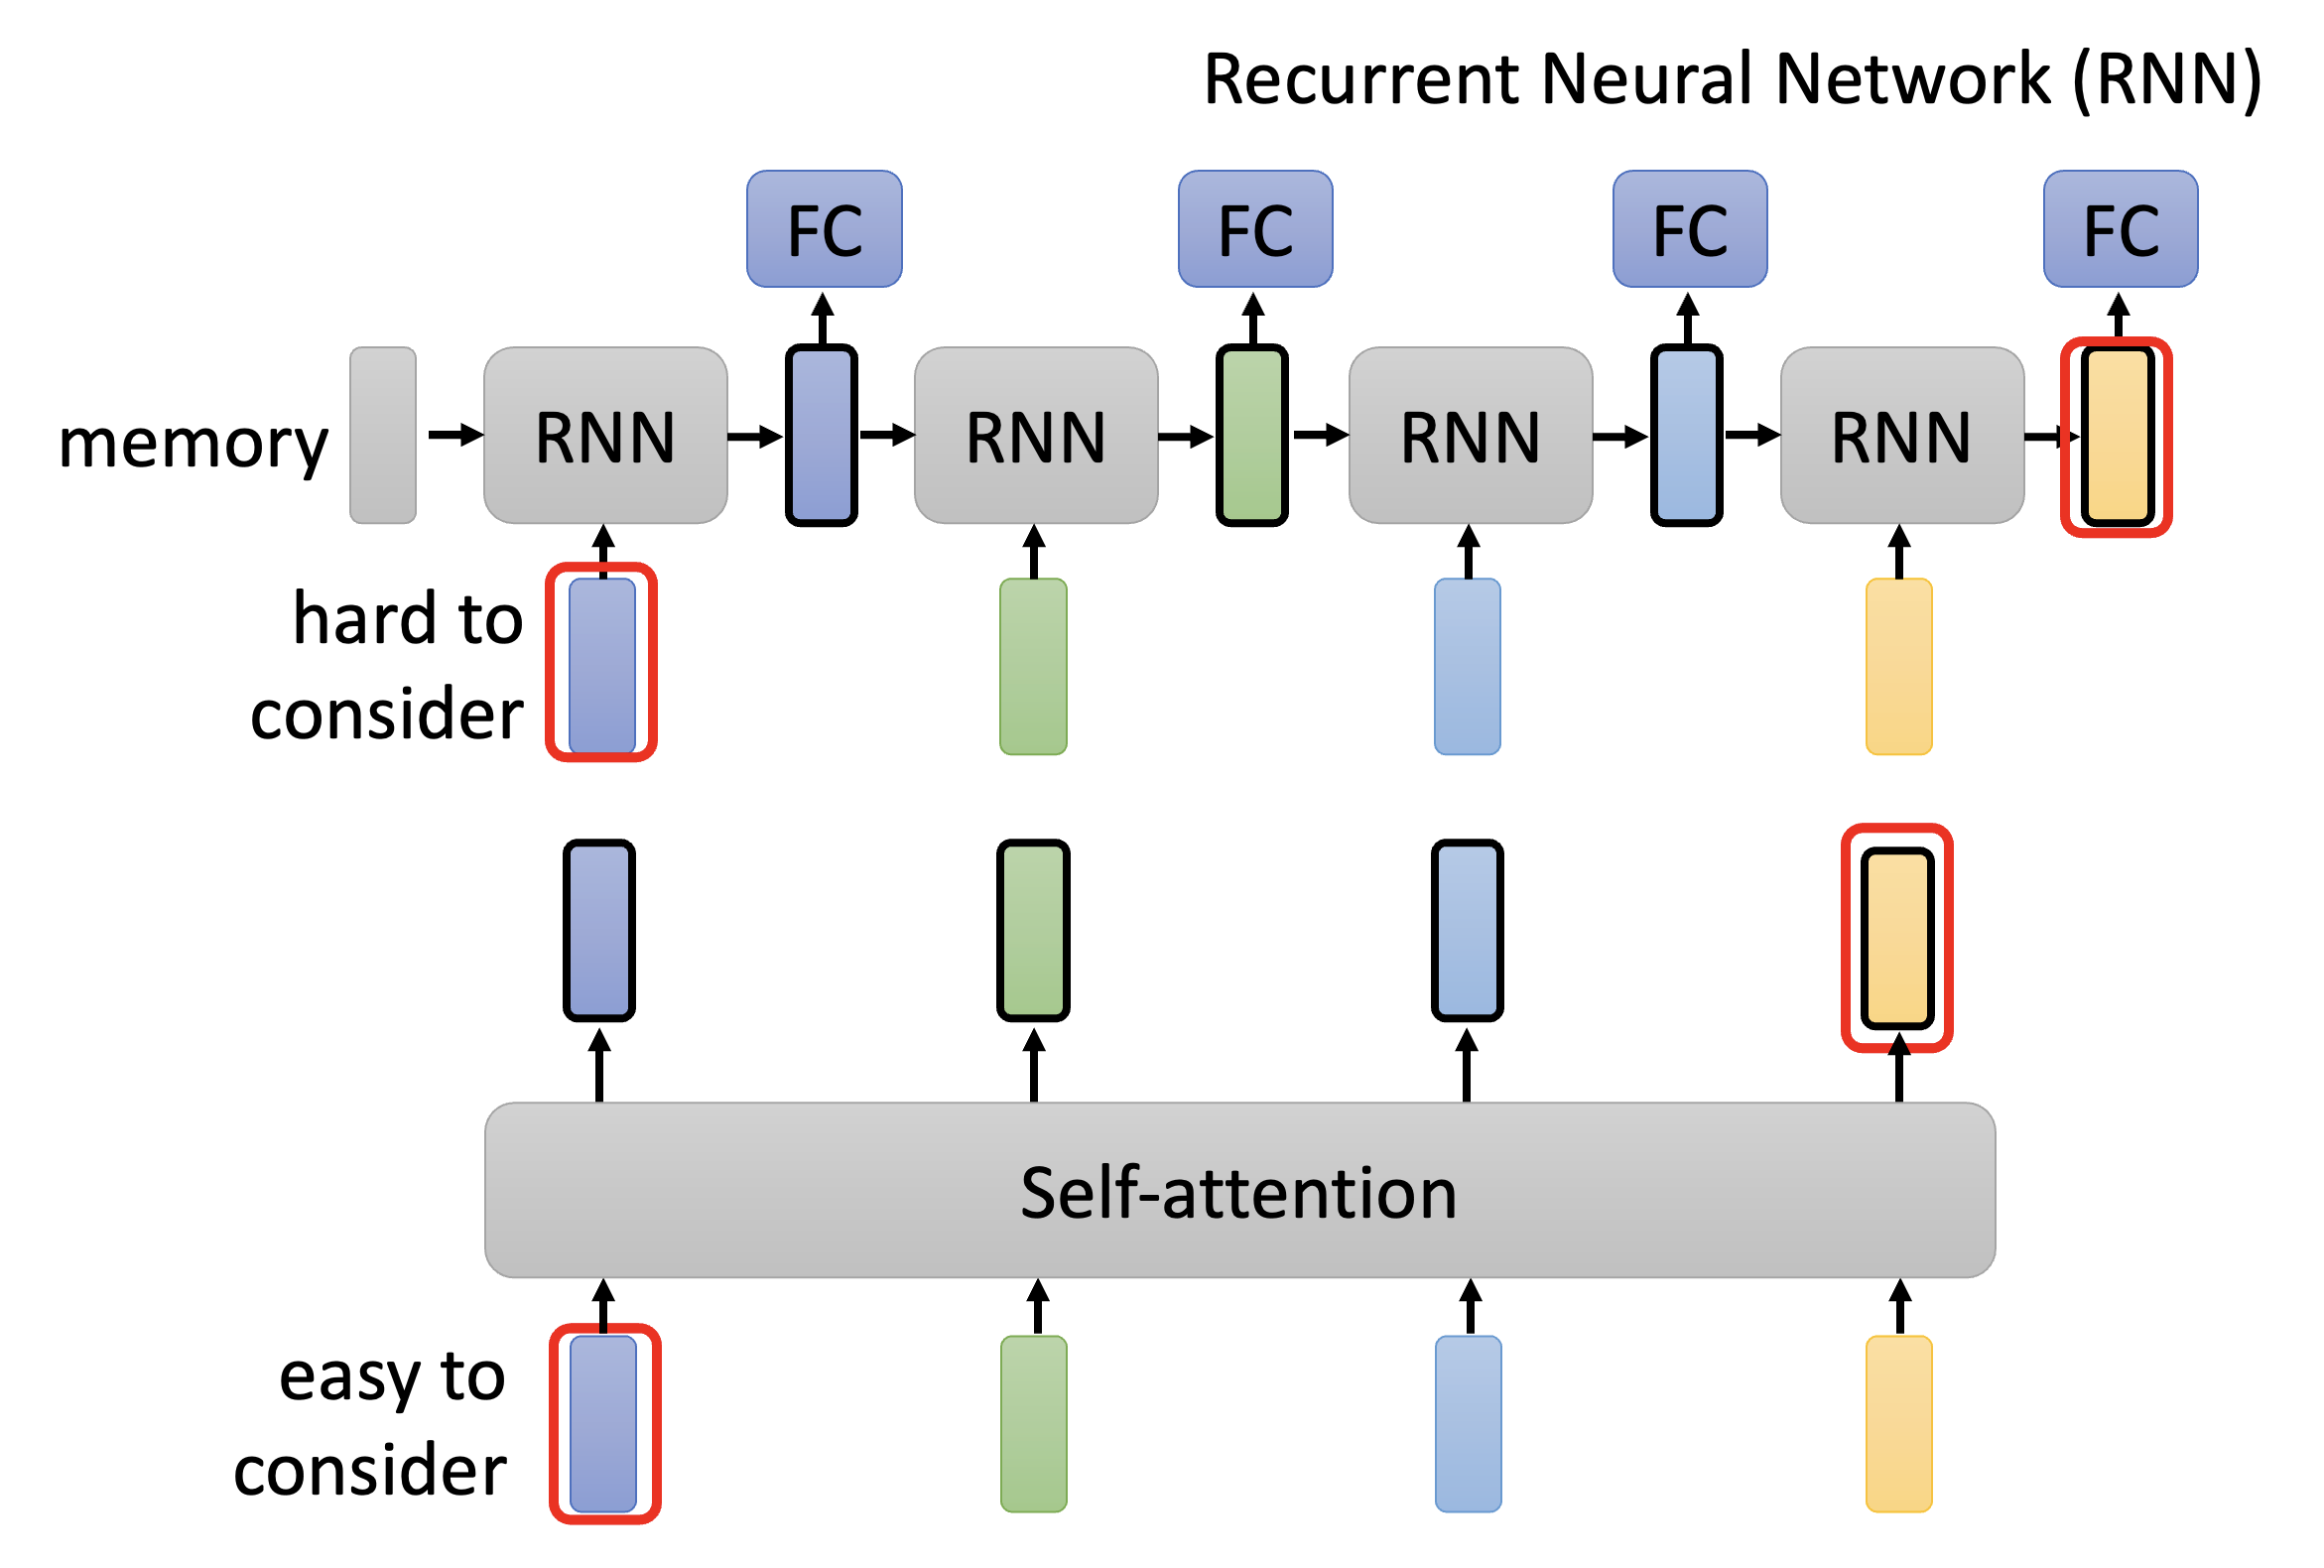 Recurrent Neural Network (RNN)
FC FC FC FC
memory RNN RNN RNN RNN
hard to
consider
Self-attention
easy to
consider